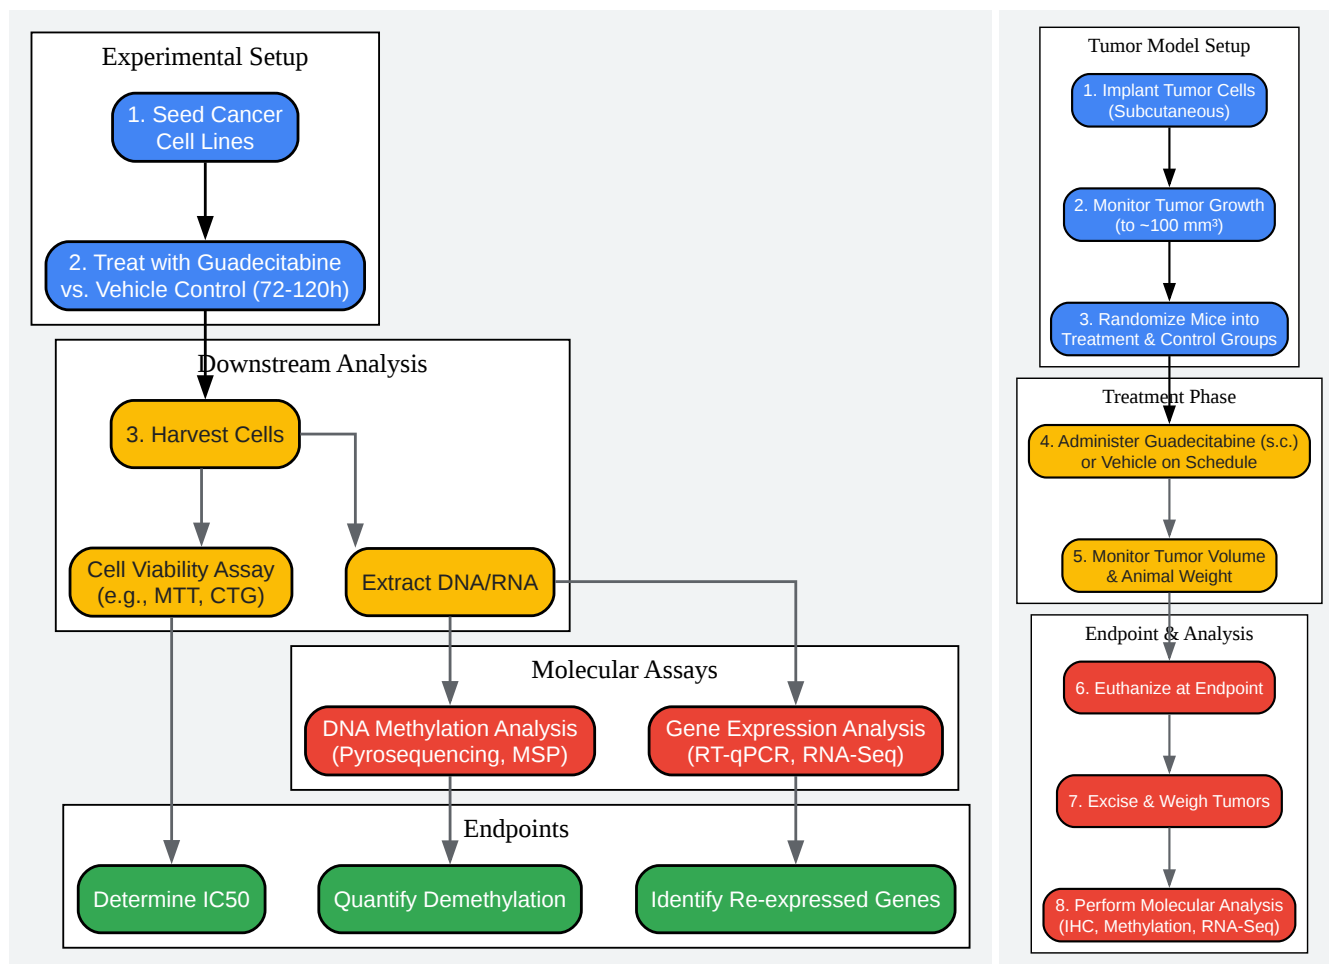 Experimental Setup
1. Seed Cancer
Cell Lines
2. Treat with Guadecitabine
vs. Vehicle Control (72-120h)
Downstream Analysis
3. Harvest Cells
Cell Viability Assay
(e.g., MTT, CTG)
Extract DNA/RNA
Molecular Assays
DNA Methylation Analysis
(Pyrosequencing, MSP)
Gene Expression Analysis
(RT-qPCR, RNA-Seq)
Endpoints
Determine IC50
Quantify Demethylation
Identify Re-expressed Genes
Tumor Model Setup
1. Implant Tumor Cells
(Subcutaneous)
2. Monitor Tumor Growth
(to ~100 mm³)
3. Randomize Mice into
Treatment & Control Groups
Treatment Phase
4. Administer Guadecitabine (s.c.)
or Vehicle on Schedule
5. Monitor Tumor Volume
& Animal Weight
Endpoint & Analysis
6. Euthanize at Endpoint
7. Excise & Weigh Tumors
8. Perform Molecular Analysis
(IHC, Methylation, RNA-Seq)